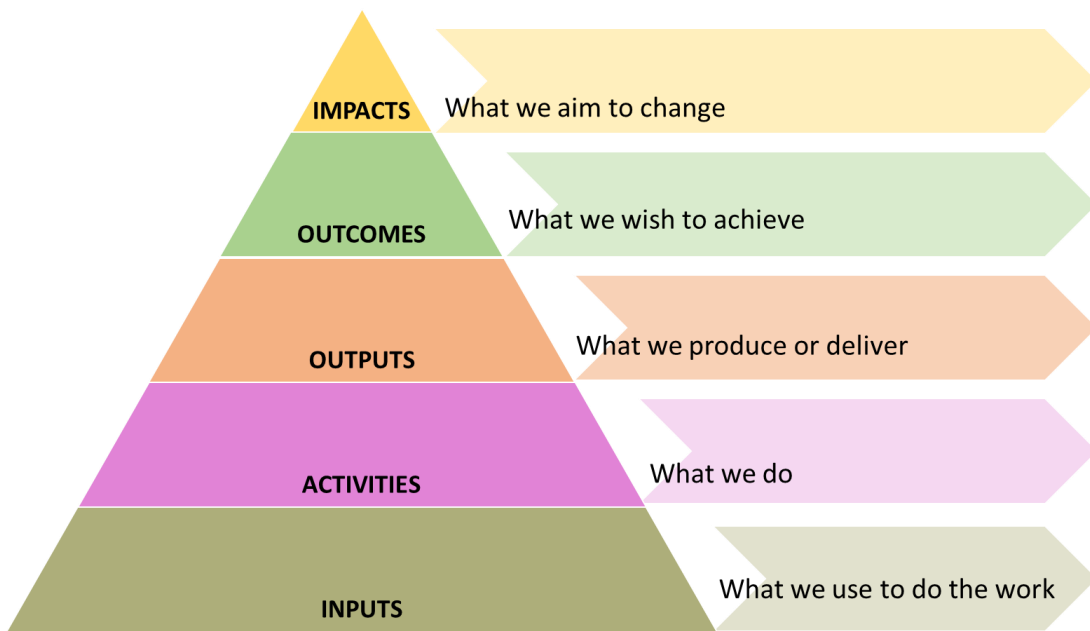 IMPACTS What we aim to change
OUTCOMES What we wish to achieve
OUTPUTS What we produce or deliver
ACTIVITIES What we do
INPUTS What we use to do the work